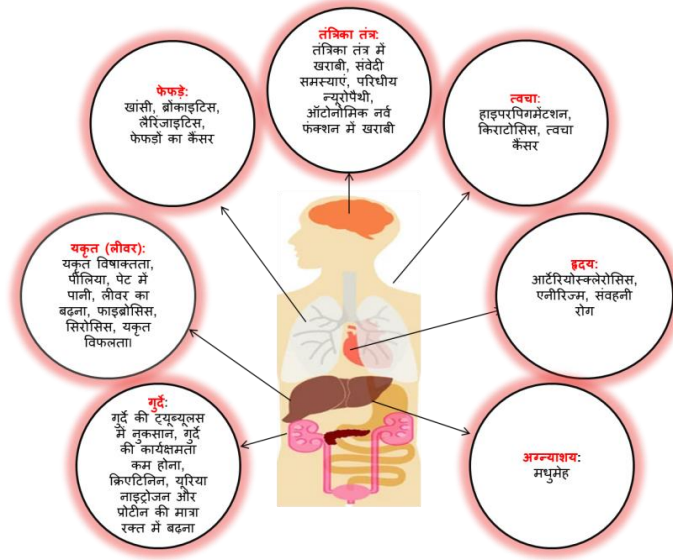 तंत्रिका तंत्र:
तंत्रिका तंत्र में
खराबी, संवेदी
समस्याएं, परिधीय
न्यूरोपैथी,
ऑटोनोमिक नर्व
फंक्शन में खराबी
फेफड़े:
खांसी, ब्रोंकाइटिस,
लैरिंजाइटिस,
फेफड़ों का कैंसर
त्वचा:
हाइपरपिगमेंटेशन,
किराटोसिस, त्वचा
कैंसर
यकृत (लीवर):
यकृत विषाक्तता,
पीलिया, पेट में
पानी, लीवर का
बढ़ना, फाइब्रोसिस,
सिरोसिस, यकृत
विफलता।
हृदय:
आर्टेरियोस्क्लेरोसिस,
एनीरिज्म, संवहनी
रोग
गुर्दे:
गुर्दे की ट्यूब्यूलस
में नुकसान, गुर्दे
की कार्यक्षमता
कम होना,
क्रिएटिनिन, यूरिया
नाइट्रोजन और
प्रोटीन की मात्रा
रक्त में बढ़ना
अग्न्याशय:
मधुमेह